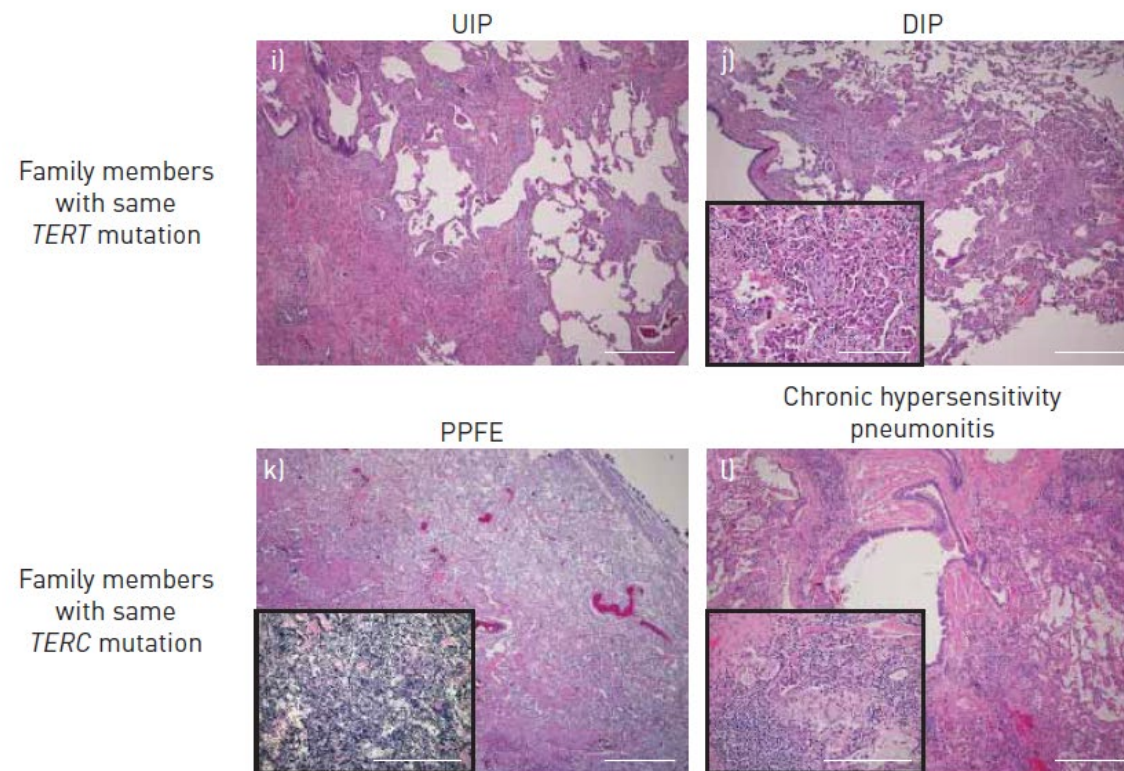 UIP
DIP
i)
j)
Family members
with same
TERT mutation
Chronic hypersensitivity
pneumonitis
PPFE
k)
l)
Family members
with same
TERC mutation